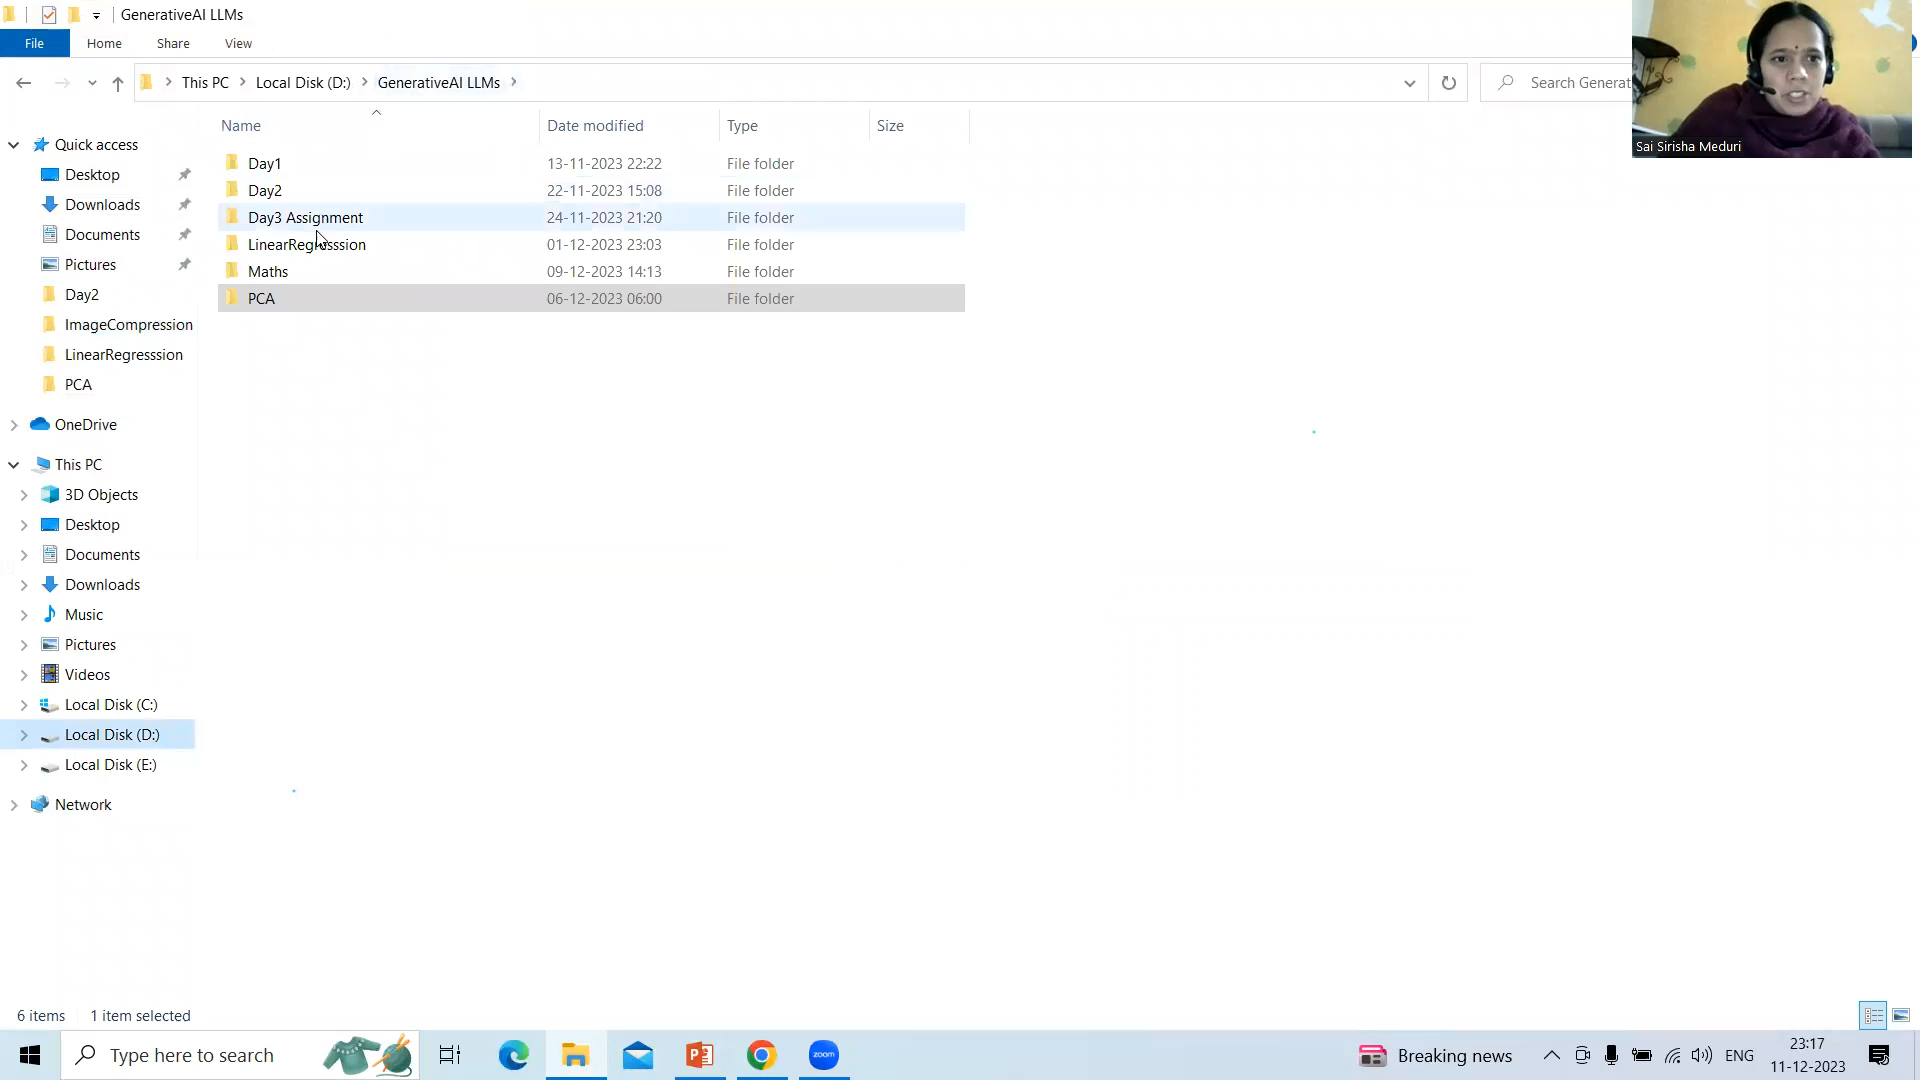 GenerativeAI LLMs
File Home Share View
This PC Local Disk (D:) GenerativeAI LLMs
Search Generat
Sai Sirisha Meduri
Name Date modified Type Size
Day1 13-11-2023 22:22 File folder
Day2 22-11-2023 15:08 File folder
Day3 Assignment 24-11-2023 21:20 File folder
LinearRegresssion 01-12-2023 23:03 File folder
Maths 09-12-2023 14:13 File folder
PCA 06-12-2023 06:00 File folder
Quick access
Desktop
Downloads
Documents
Pictures
Day2
ImageCompression
LinearRegresssion
PCA
OneDrive
This PC
3D Objects
Desktop
Documents
Downloads
Music
Pictures
Videos
Local Disk (C:)
Local Disk (D:)
Local Disk (E:)
Network
6 items 1 item selected
Type here to search
zoom
Breaking news
ENG
23:17
11-12-2023